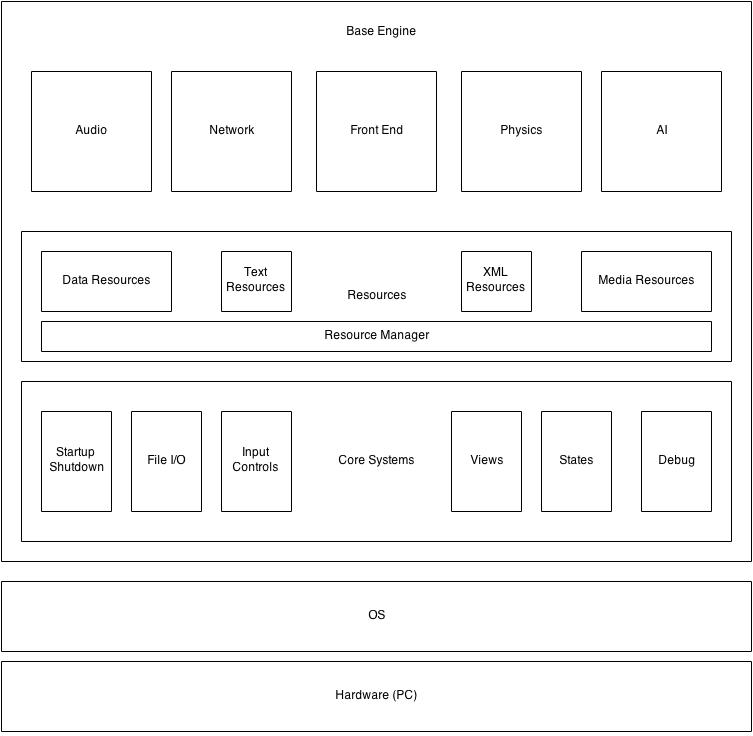 Base Engine
Audio
Network
Front End
Physics
AI
Data Resources
Text
Resources
Resources
XML
Resources
Media Resources
Resource Manager
Startup
Shutdown
File I/O
Input
Controls
Core Systems
Views
States
Debug
OS
Hardware (PC)